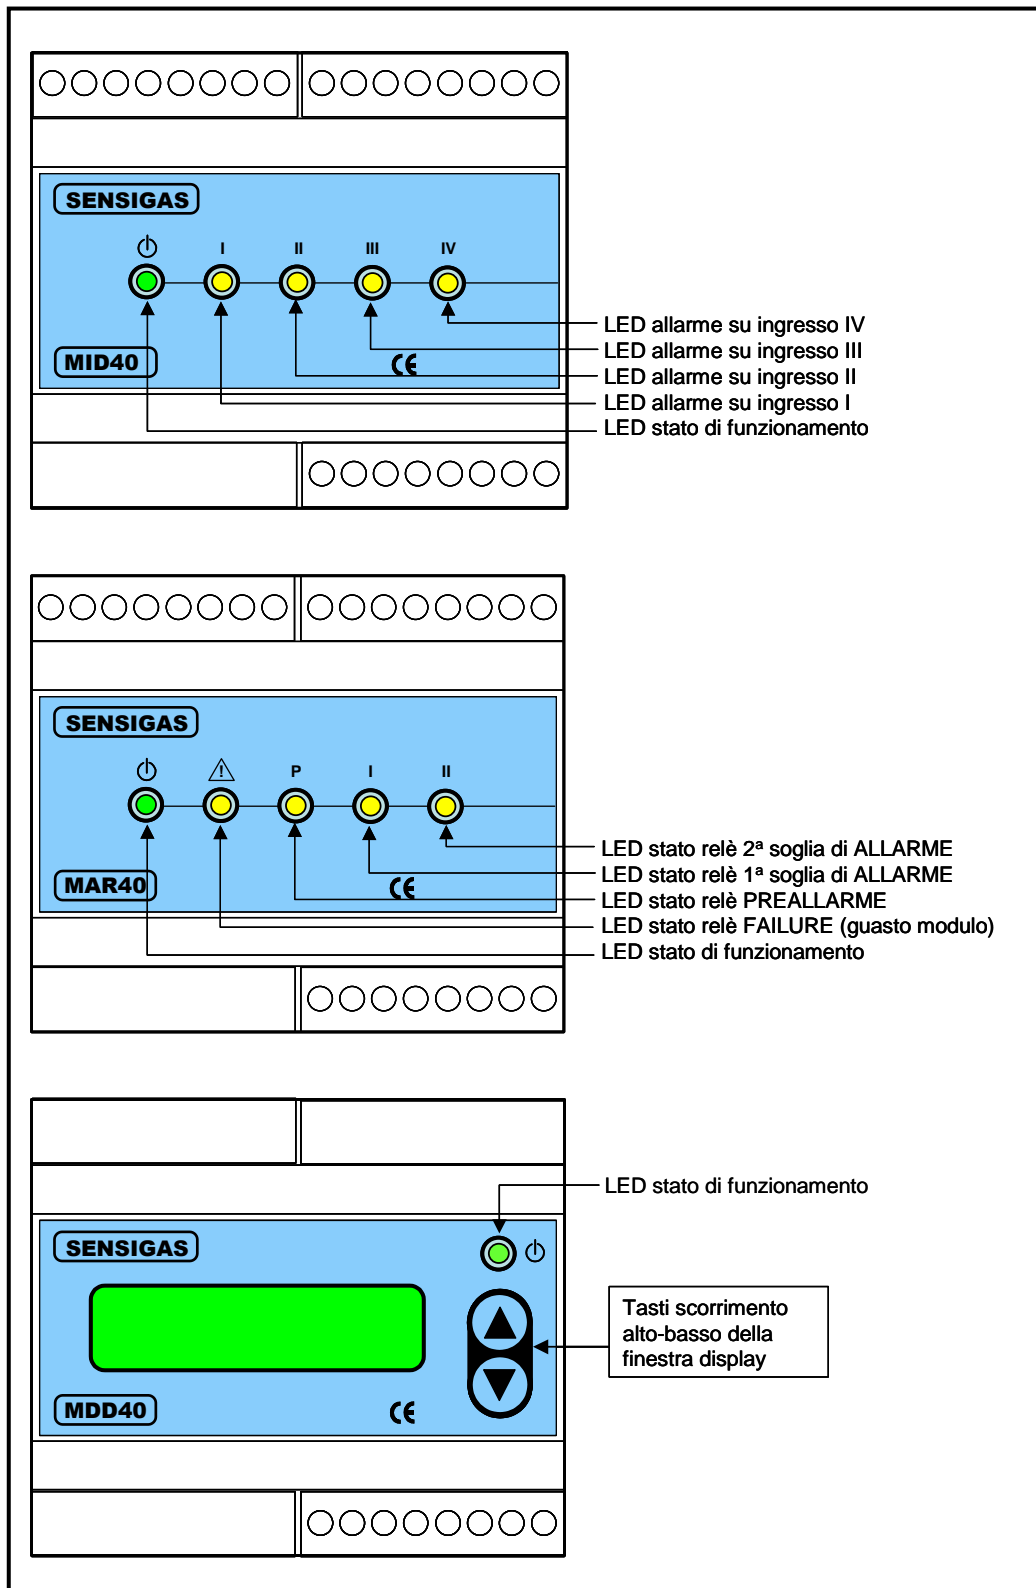 SENSIGAS
I II III IV
MID40
CE
LED allarme su ingresso IV
LED allarme su ingresso III
LED allarme su ingresso II
LED allarme su ingresso I
LED stato di funzionamento
SENSIGAS
! P I II
MAR40
CE
LED stato relè 2ª soglia di ALLARME
LED stato relè 1ª soglia di ALLARME
LED stato relè PREALLARME
LED stato relè FAILURE (guasto modulo)
LED stato di funzionamento
LED stato di funzionamento
SENSIGAS
Tasti scorrimento
alto-basso della
finestra display
MDD40
CE